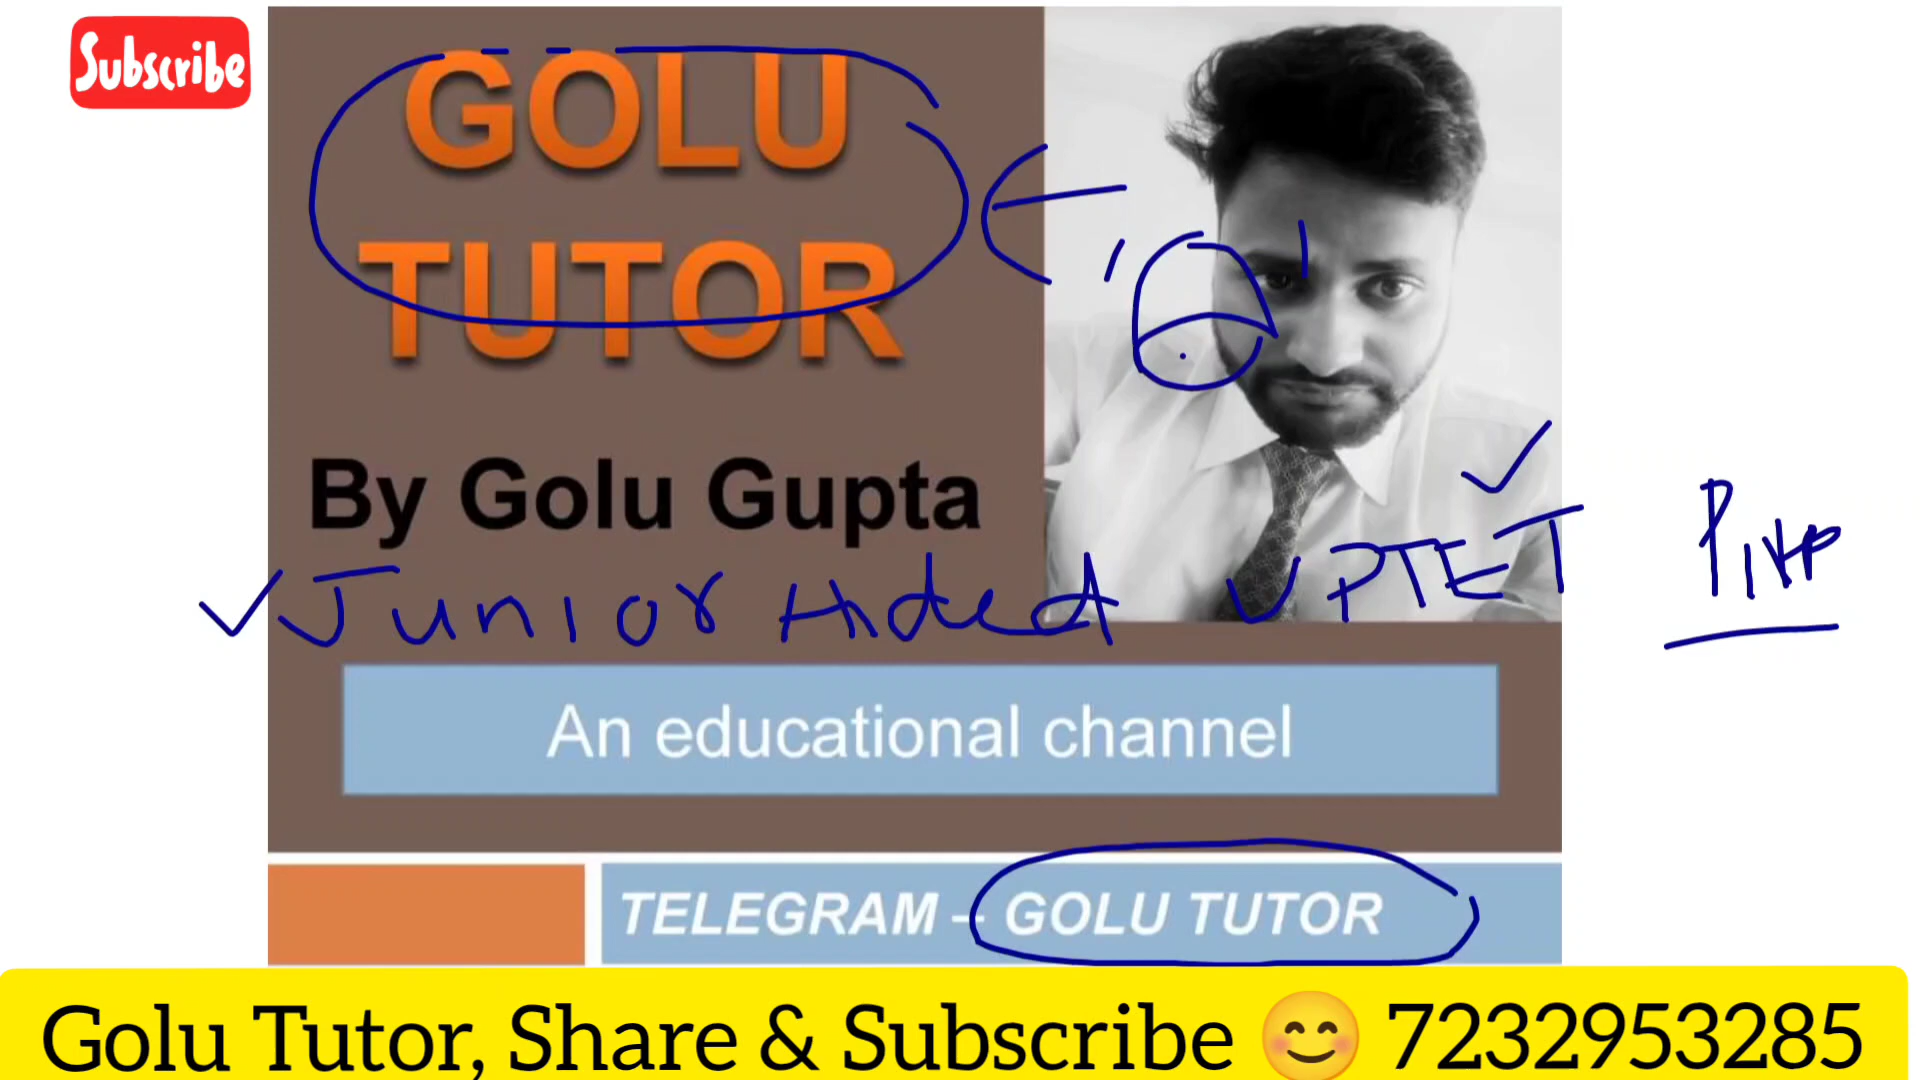 Subscribe
GOLU
TUTOR
By Golu Gupta
Junior Aided UPTET
An educational channel
TELEGRAM – GOLU TUTOR
Golu Tutor, Share & Subscribe 😊 7232953285